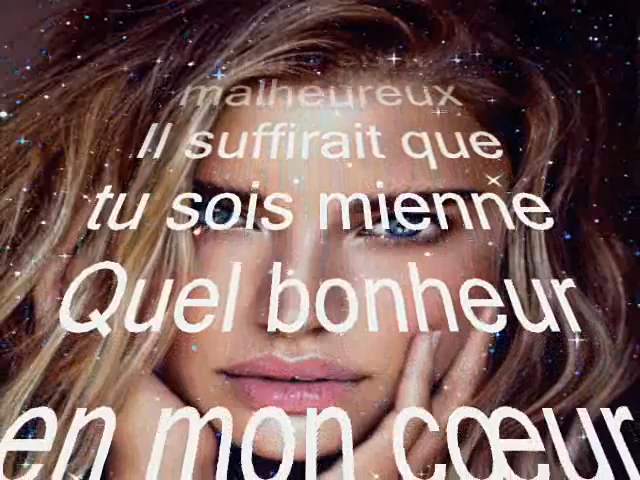 malheureux
Il suffirait que
tu sois mienne
Quel bonheur
en mon cœur